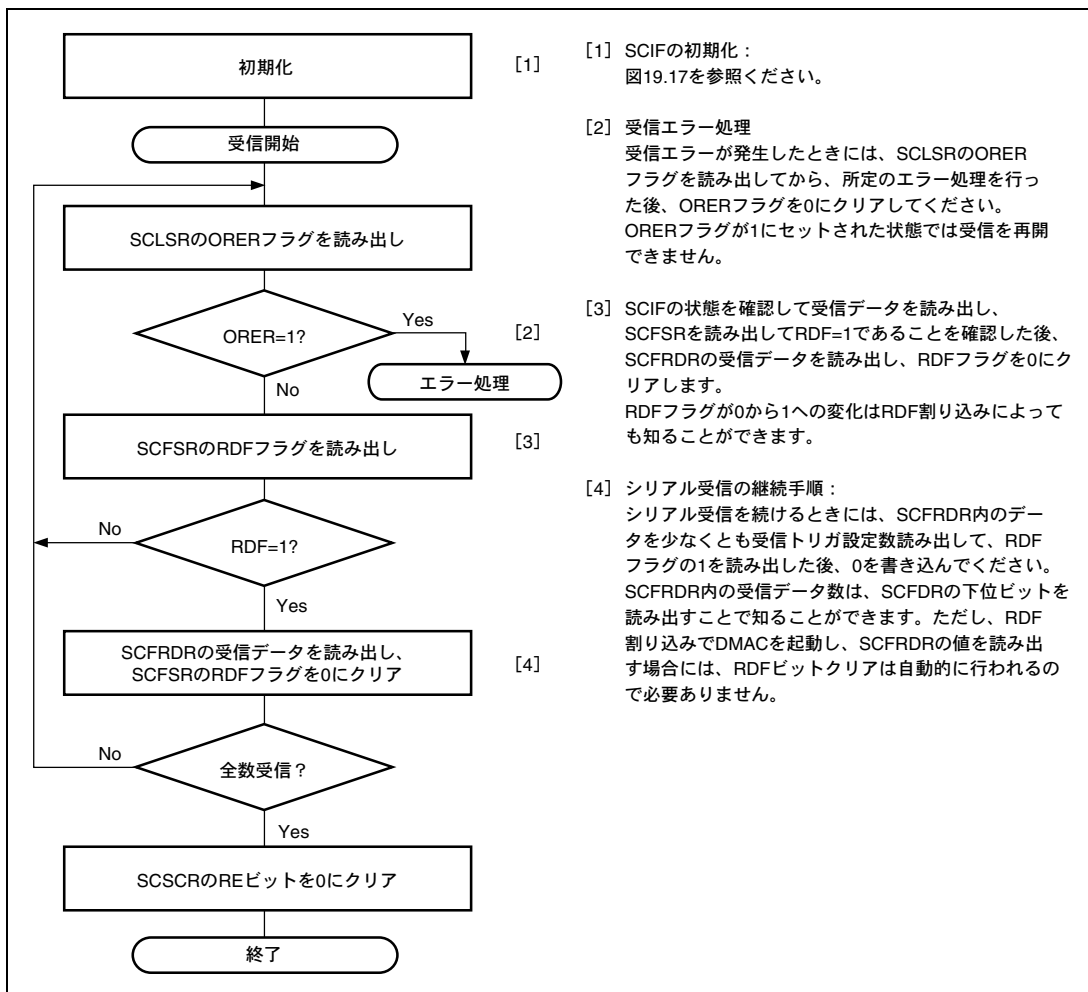 初期化
[1]
受信開始
SCLSRのORERフラグを読み出し
ORER=1?
Yes
[2]
エラー処理
No
SCFSRのRDFフラグを読み出し
[3]
No
RDF=1?
Yes
SCFRDRの受信データを読み出し、
SCFSRのRDFフラグを0にクリア
[4]
No
全数受信？
Yes
SCSCRのREビットを0にクリア
終了
[1] SCIFの初期化：
図19.17を参照ください。
[2] 受信エラー処理
受信エラーが発生したときには、SCLSRのORER
フラグを読み出してから、所定のエラー処理を行っ
た後、ORERフラグを0にクリアしてください。
ORERフラグが1にセットされた状態では受信を再開
できません。
[3] SCIFの状態を確認して受信データを読み出し、
SCFSRを読み出してRDF=1であることを確認した後、
SCFRDRの受信データを読み出し、RDFフラグを0にク
リアします。
RDFフラグが0から1への変化はRDF割り込みによって
も知ることができます。
[4] シリアル受信の継続手順：
シリアル受信を続けるときには、SCFRDR内のデー
タを少なくとも受信トリガ設定数読み出して、RDF
フラグの1を読み出した後、0を書き込んでください。
SCFRDR内の受信データ数は、SCFDRの下位ビットを
読み出すことで知ることができます。ただし、RDF
割り込みでDMACを起動し、SCFRDRの値を読み出
す場合には、RDFビットクリアは自動的に行われるの
で必要ありません。